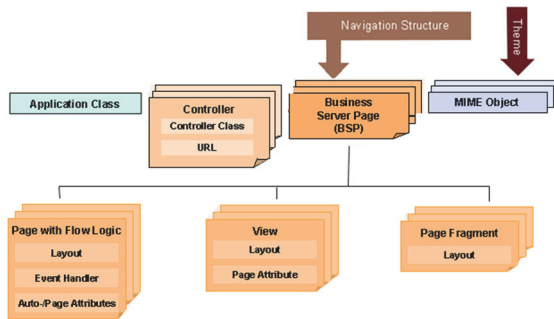 Navigation Structure
Theme
Application Class
Controller
Controller Class
URL
Business
Server Page
(BSP)
MIME Object
Page with Flow Logic
Layout
Event Handler
Auto-/Page Attributes
View
Layout
Page Attribute
Page Fragment
Layout